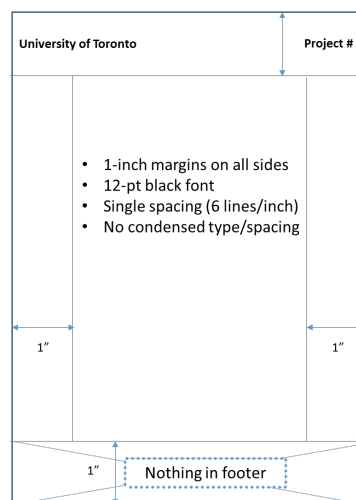 University of Toronto
Project #
• 1-inch margins on all sides
• 12-pt black font
• Single spacing (6 lines/inch)
• No condensed type/spacing
1”
1”
1”
Nothing in footer